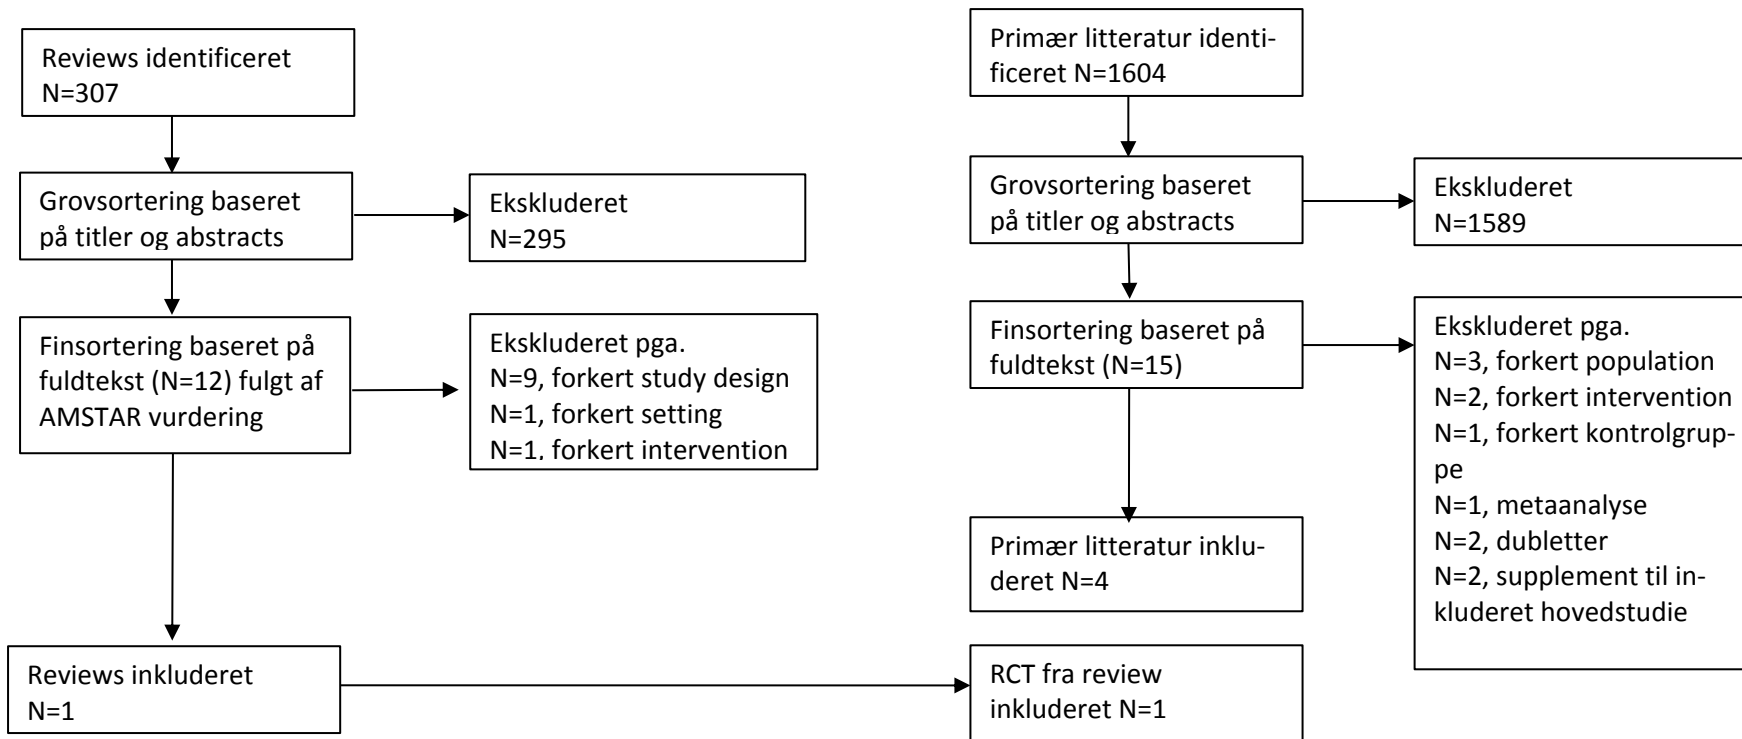 Reviews identificeret
N=307
Grovsortering baseret
på titler og abstracts
Ekskluderet
N=295
Finsortering baseret på
fuldtekst (N=12) fulgt af
AMSTAR vurdering
Ekskluderet pga.
N=9, forkert study design
N=1, forkert setting
N=1, forkert intervention
Reviews inkluderet
N=1
Primær litteratur identi-
ficeret N=1604
Grovsortering baseret
på titler og abstracts
Ekskluderet
N=1589
Finsortering baseret på
fuldtekst (N=15)
Ekskluderet pga.
N=3, forkert population
N=2, forkert intervention
N=1, forkert kontrolgrup-
pe
N=1, metaanalyse
N=2, dubletter
N=2, supplement til in-
kluderet hovedstudie
Primær litteratur inklu-
deret N=4
RCT fra review
inkluderet N=1